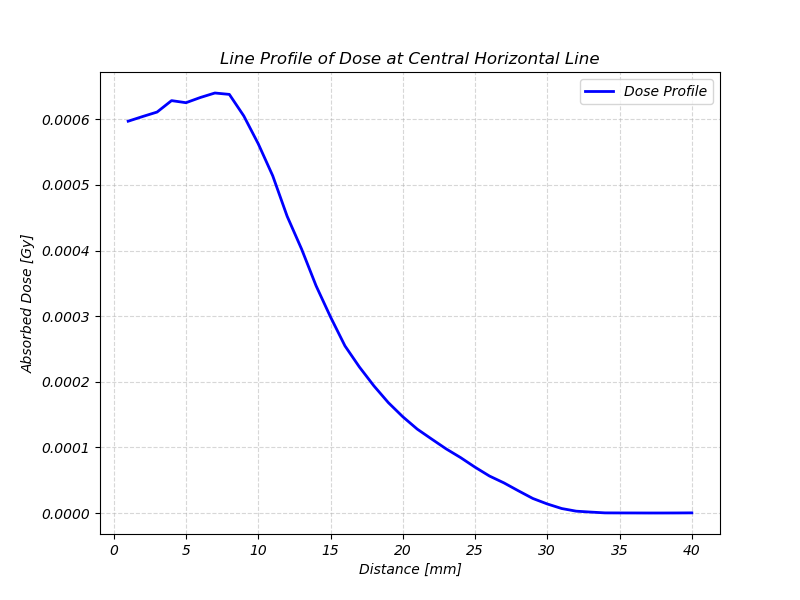 Line Profile of Dose at Central Horizontal Line
Dose Profile
0.0006
0.0005
0.0004
0.0003
0.0002
0.0001
0.0000
Absorbed Dose [Gy]
0 5 10 15 20 25 30 35 40
Distance [mm]